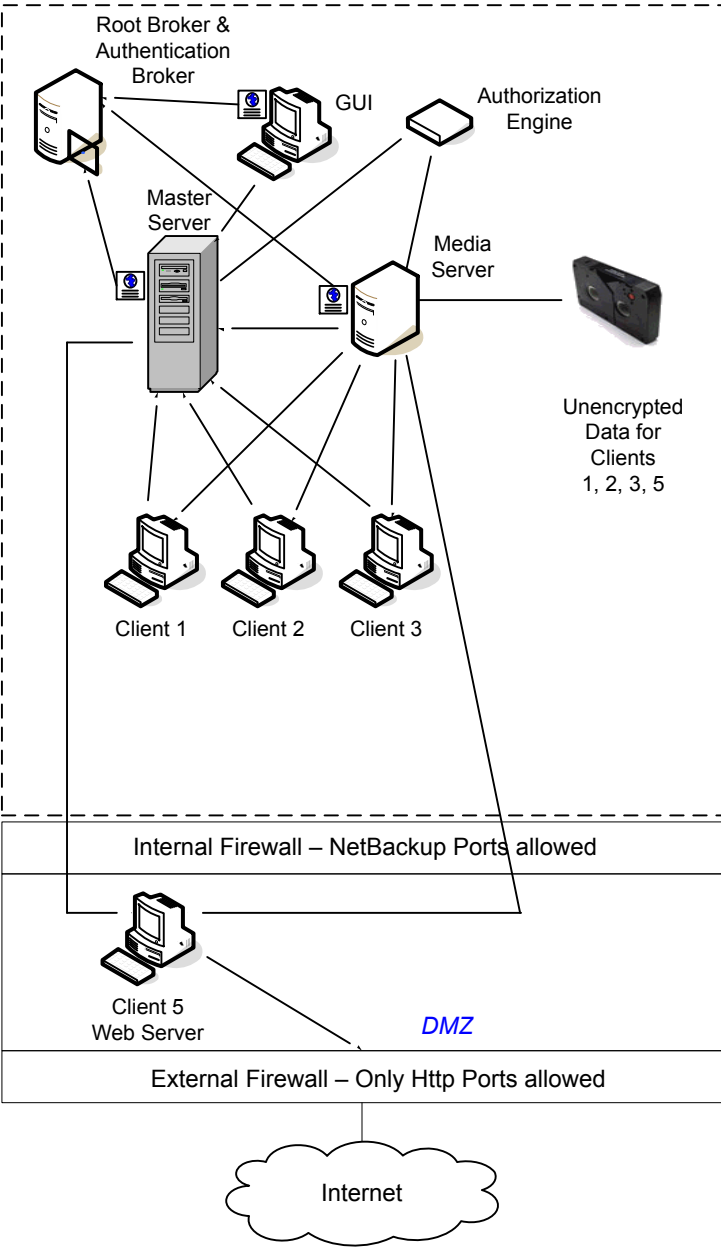 Root Broker &
Authentication
Broker
GUI
Authorization
Engine
Master
Server
Media
Server
Unencrypted
Data for
Clients
1, 2, 3, 5
Client 1
Client 2
Client 3
Internal Firewall – NetBackup Ports allowed
Client 5
Web Server
DMZ
External Firewall – Only Http Ports allowed
Internet